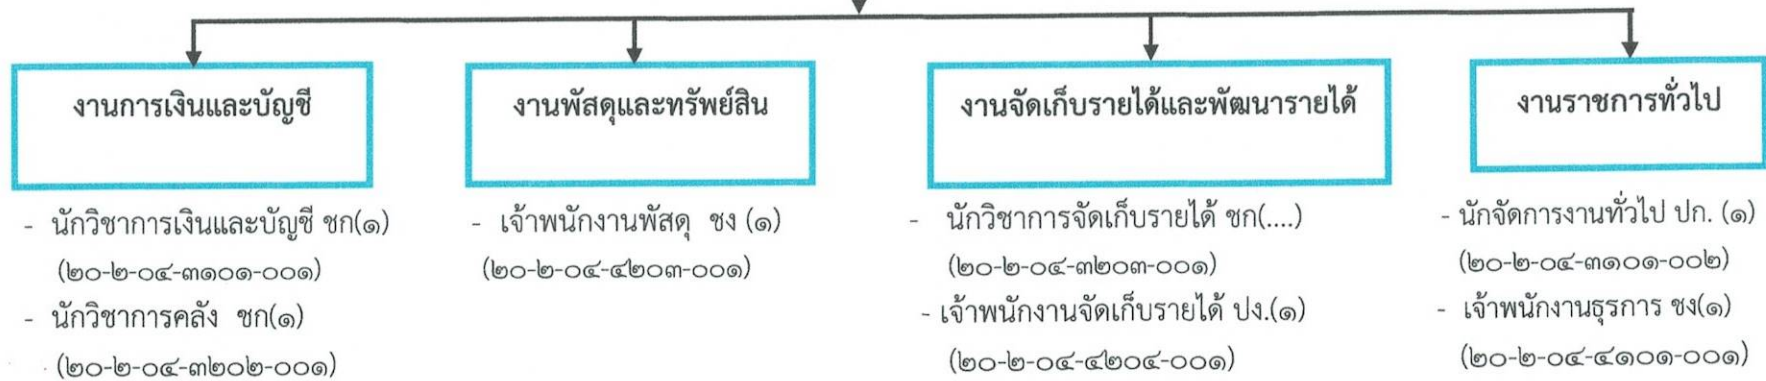 งานการเงินและบัญชี
- นักวิชาการเงินและบัญชี ชก(๑)
(๒๐-๒-๐๔-๓๑๐๑-๐๐๑)
- นักวิชาการคลัง ชก(๑)
(๒๐-๒-๐๔-๓๒๐๒-๐๐๑)
งานพัสดุและทรัพย์สิน
- เจ้าพนักงานพัสดุ ชง (๑)
(๒๐-๒-๐๔-๔๒๐๓-๐๐๑)
งานจัดเก็บรายได้และพัฒนารายได้
- นักวิชาการจัดเก็บรายได้ ชก(....)
(๒๐-๒-๐๔-๓๒๐๓-๐๐๑)
- เจ้าพนักงานจัดเก็บรายได้ ปง.(๑)
(๒๐-๒-๐๔-๔๒๐๔-๐๐๑)
งานราชการทั่วไป
- นักจัดการงานทั่วไป ปก. (๑)
(๒๐-๒-๐๔-๓๑๐๑-๐๐๒)
- เจ้าพนักงานธุรการ ชง(๑)
(๒๐-๒-๐๔-๔๑๐๑-๐๐๑)